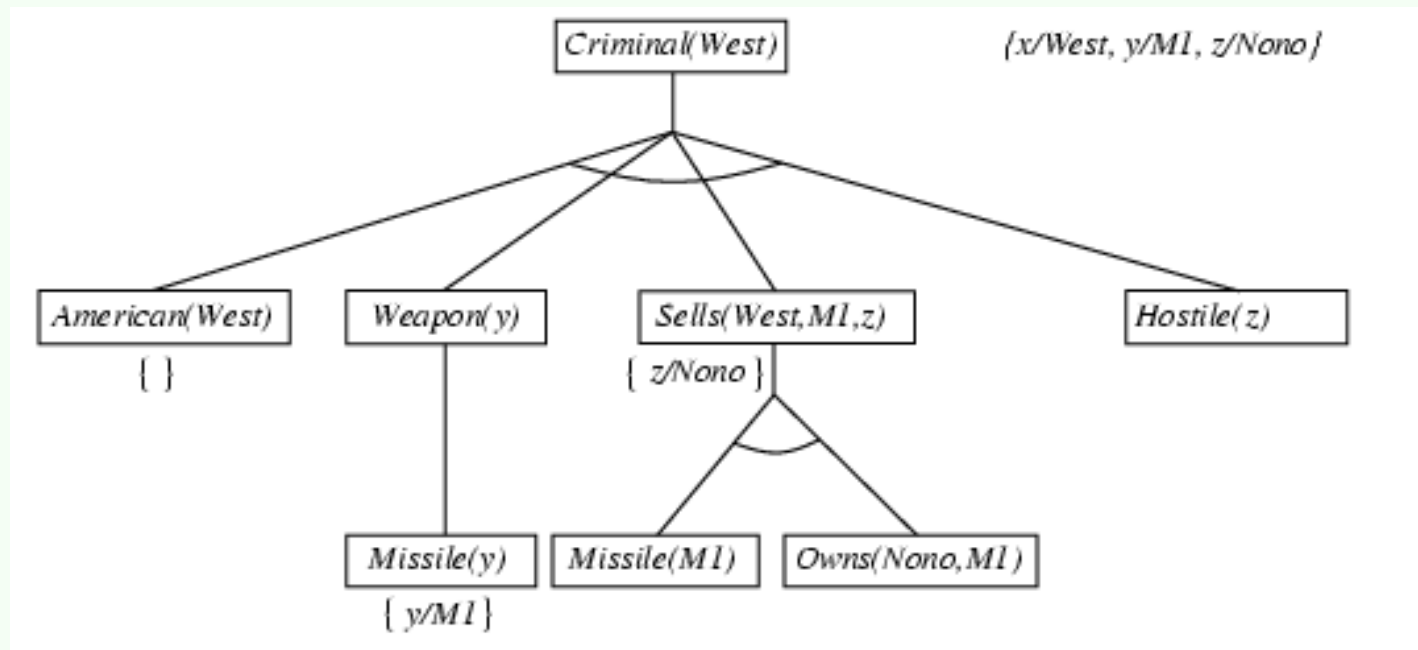 Criminal(West)
{x/West, y/M1, z/Nono}
American(West)
Weapon(y)
Sells(West,M1,z)
Hostile(z)
{ }
{ z/Nono }
Missile(y)
Missile(M1)
Owns(Nono,M1)
{ y/M1 }